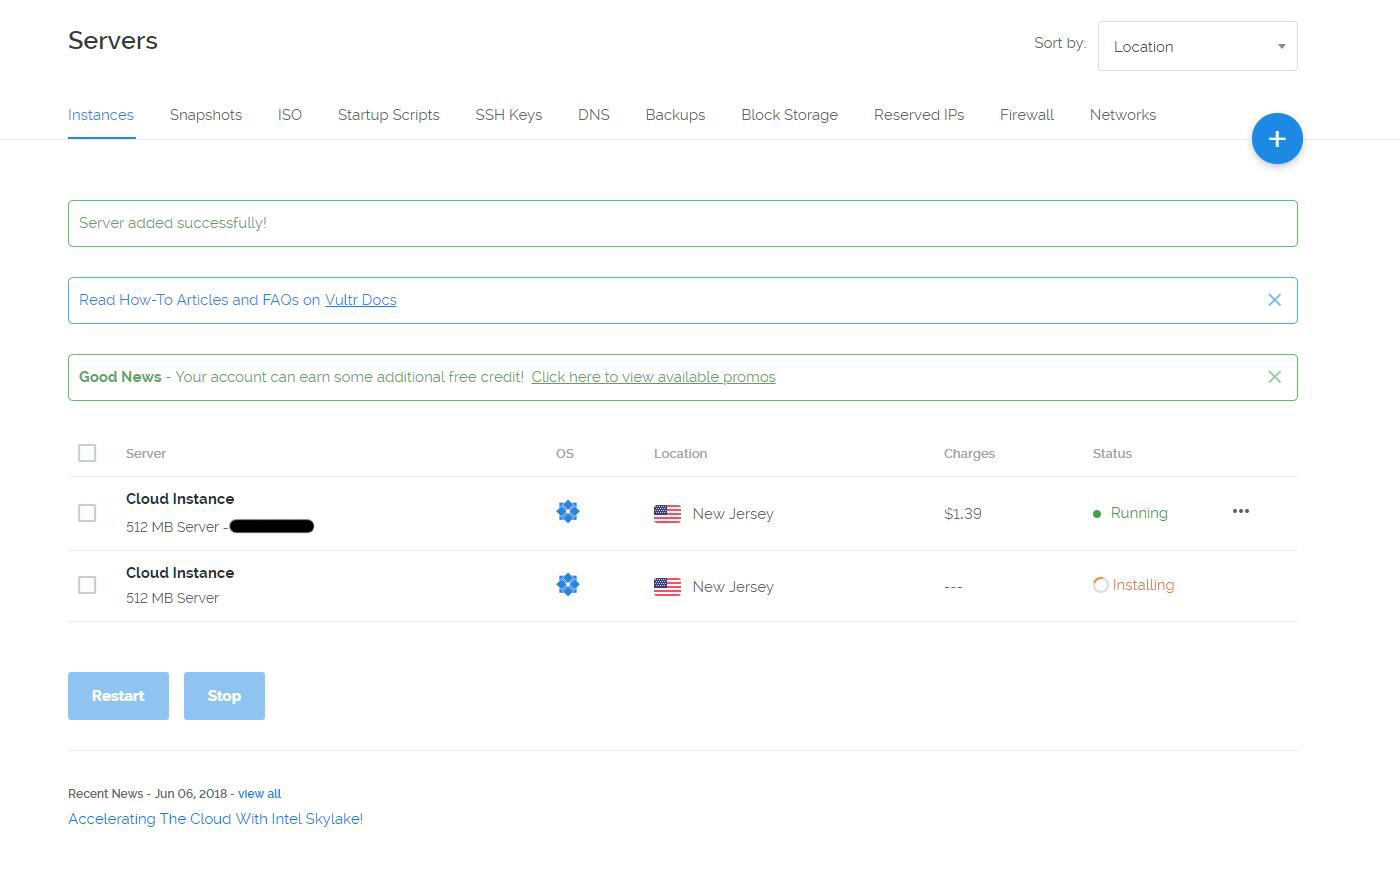 Servers
Sort by: Location
Instances Snapshots ISO Startup Scripts SSH Keys DNS Backups Block Storage Reserved IPs Firewall Networks
+
Server added successfully!
Read How-To Articles and FAQs on Vultr Docs
Good News - Your account can earn some additional free credit! Click here to view available promos
Server OS Location Charges Status
Cloud Instance
512 MB Server - New Jersey $1.39 Running
Cloud Instance
512 MB Server New Jersey --- Installing
Restart Stop
Recent News - Jun 06, 2018 - view all
Accelerating The Cloud With Intel Skylake!